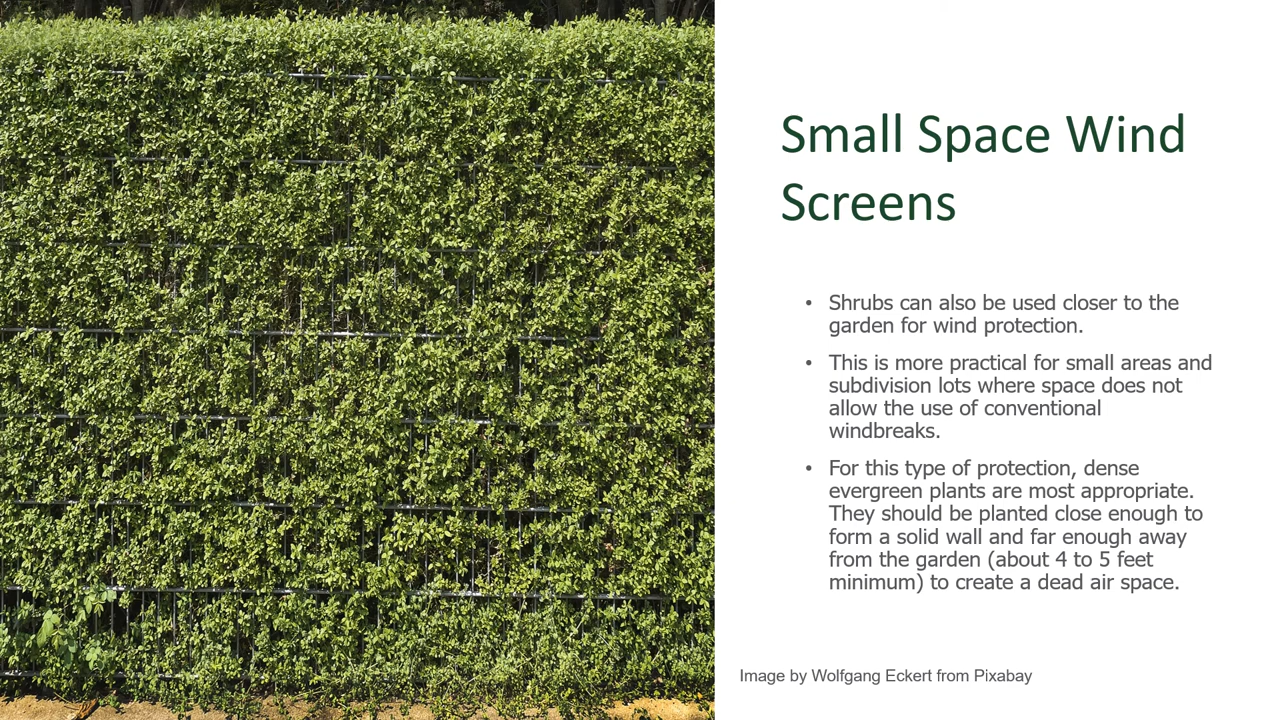 Small Space Wind
Screens
• Shrubs can also be used closer to the
garden for wind protection.
• This is more practical for small areas and
subdivision lots where space does not
allow the use of conventional
windbreaks.
• For this type of protection, dense
evergreen plants are most appropriate.
They should be planted close enough to
form a solid wall and far enough away
from the garden (about 4 to 5 feet
minimum) to create a dead air space.
Image by Wolfgang Eckert from Pixabay